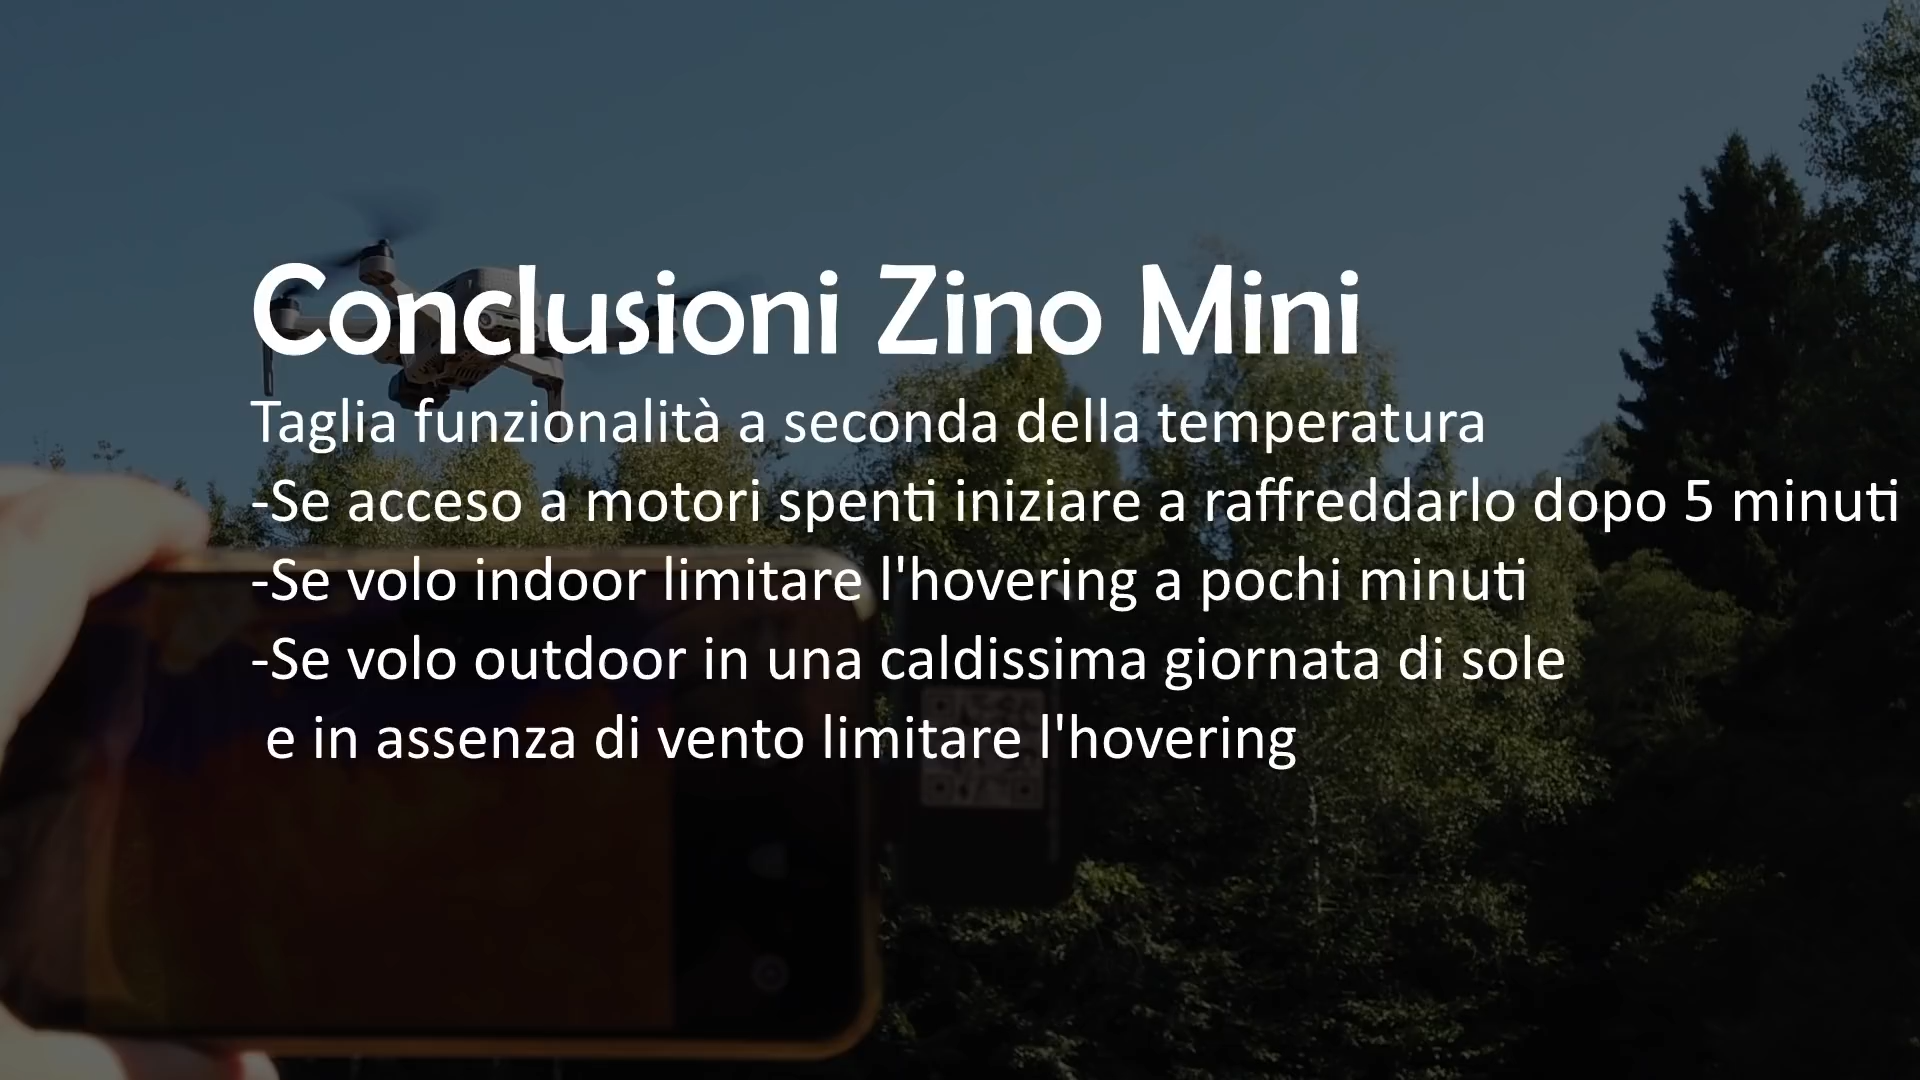 Conclusioni Zino Mini
Taglia funzionalità a seconda della temperatura
-Se acceso a motori spenti iniziare a raffreddarlo dopo 5 minuti
-Se volo indoor limitare l'hovering a pochi minuti
-Se volo outdoor in una caldissima giornata di sole
e in assenza di vento limitare l'hovering